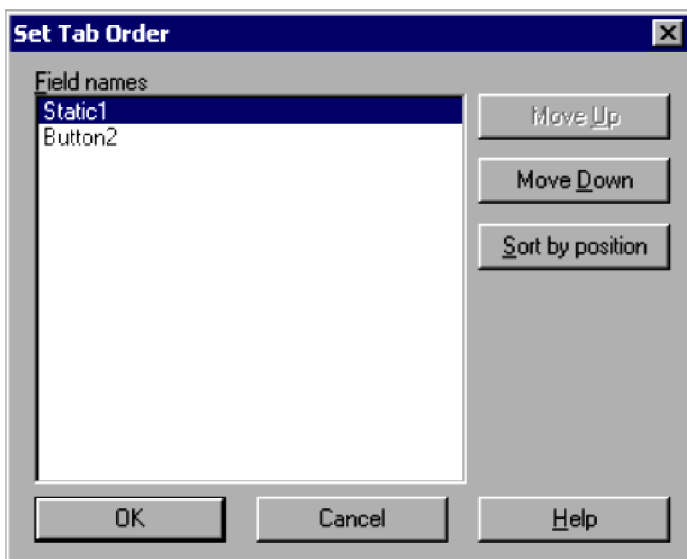 Set Tab Order
Field names
Static1
Button2
Move Up
Move Down
Sort by position
OK
Cancel
Help